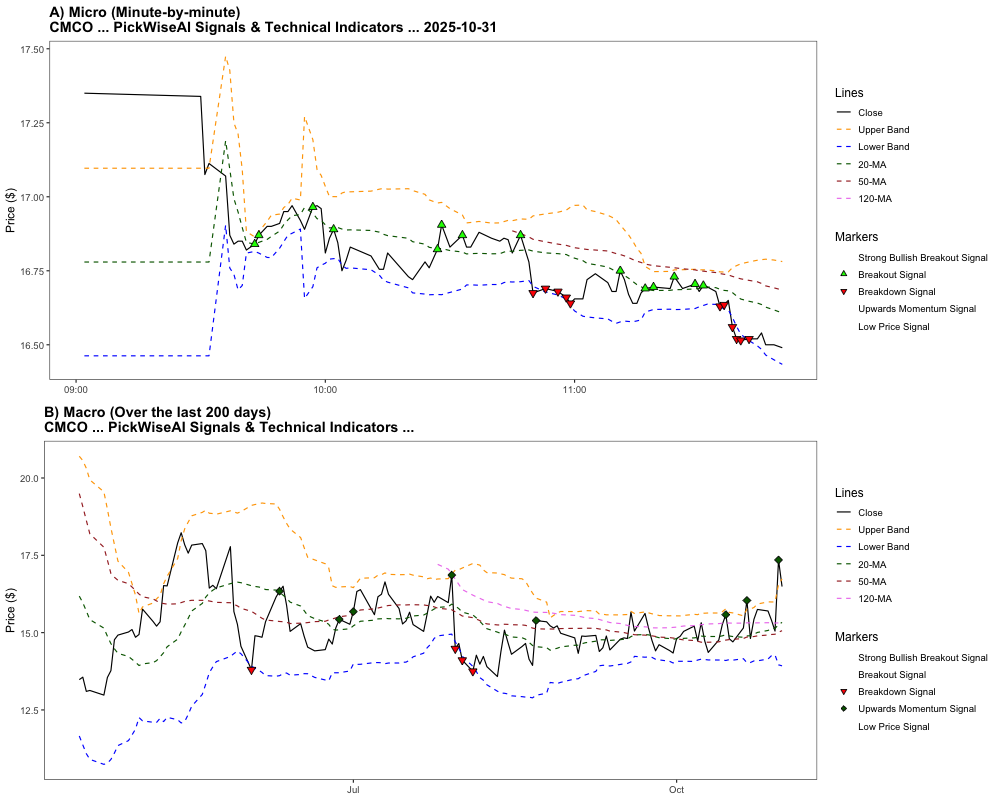 A) Micro (Minute-by-minute)
CMCO ... PickWiseAI Signals & Technical Indicators ... 2025-10-31
Price ($)
17.50
17.25
17.00
16.75
16.50
09:00
10:00
11:00
Lines
Close
Upper Band
Lower Band
20-MA
50-MA
120-MA
Markers
Strong Bullish Breakout Signal
Breakout Signal
Breakdown Signal
Upwards Momentum Signal
Low Price Signal
B) Macro (Over the last 200 days)
CMCO ... PickWiseAI Signals & Technical Indicators ...
Price ($)
20.0
17.5
15.0
12.5
Jul
Oct
Lines
Close
Upper Band
Lower Band
20-MA
50-MA
120-MA
Markers
Strong Bullish Breakout Signal
Breakout Signal
Breakdown Signal
Upwards Momentum Signal
Low Price Signal